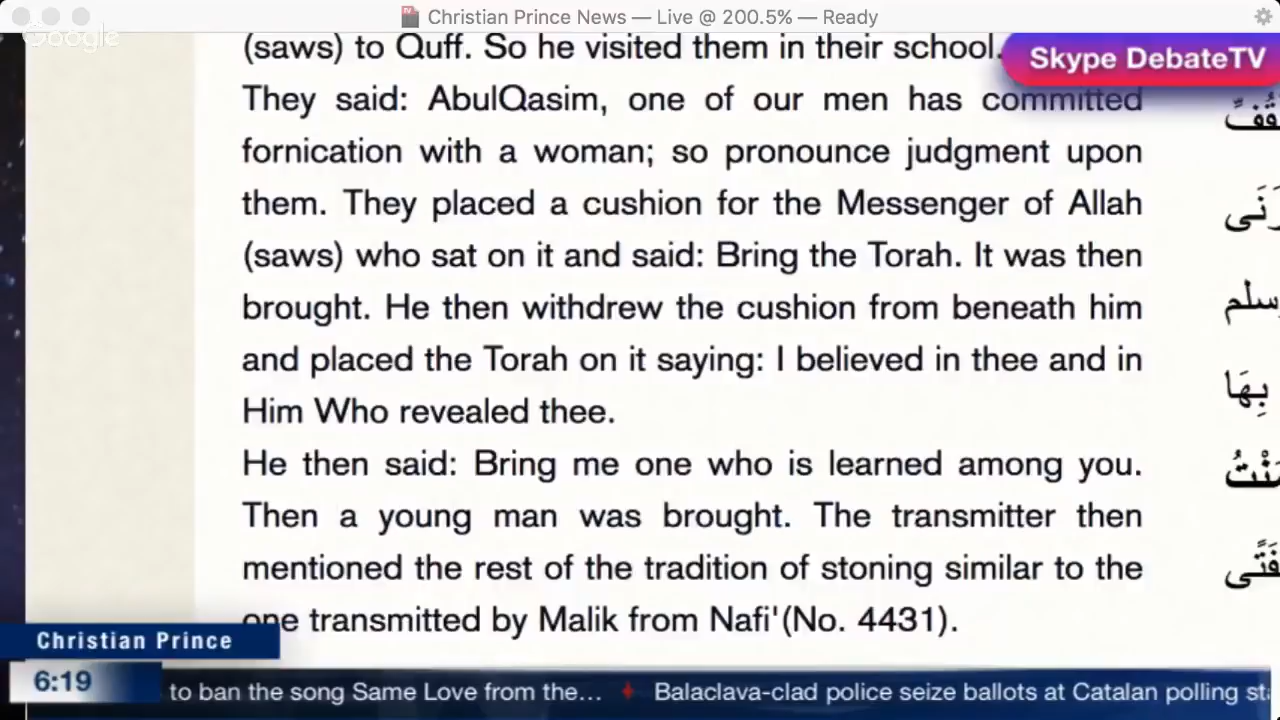 Christian Prince News — Live @ 200.5% — Ready
Google
(saws) to Quff. So he visited them in their school.
Skype DebateTV
They said: AbulQasim, one of our men has committed
fornication with a woman; so pronounce judgment upon
them. They placed a cushion for the Messenger of Allah
(saws) who sat on it and said: Bring the Torah. It was then
brought. He then withdrew the cushion from beneath him
and placed the Torah on it saying: I believed in thee and in
Him Who revealed thee.
He then said: Bring me one who is learned among you.
Then a young man was brought. The transmitter then
mentioned the rest of the tradition of stoning similar to the
one transmitted by Malik from Nafi'(No. 4431).
بِهَا
Christian Prince
6:19
to ban the song Same Love from the... Balaclava-clad police seize ballots at Catalan polling